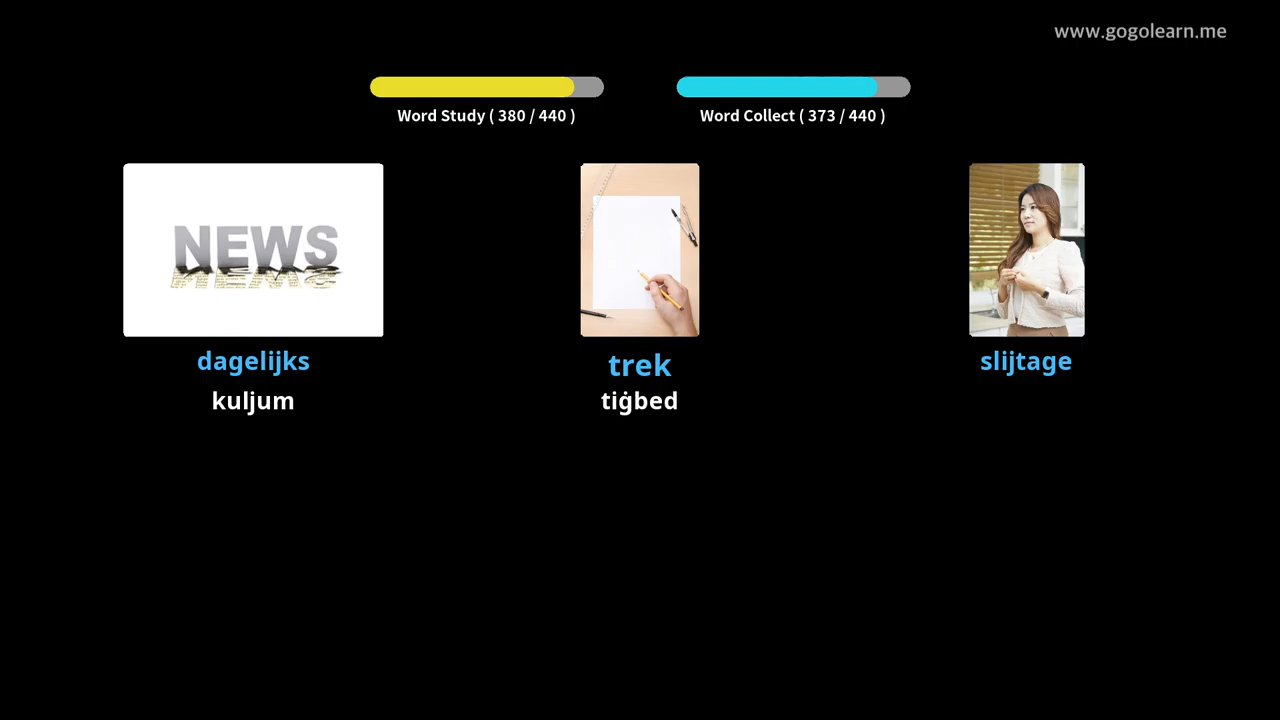 www.gogolearn.me
Word Study ( 380 / 440 )
Word Collect ( 373 / 440 )
NEWS
dagelijks
trek
slijtage
kuljum
tiġbed